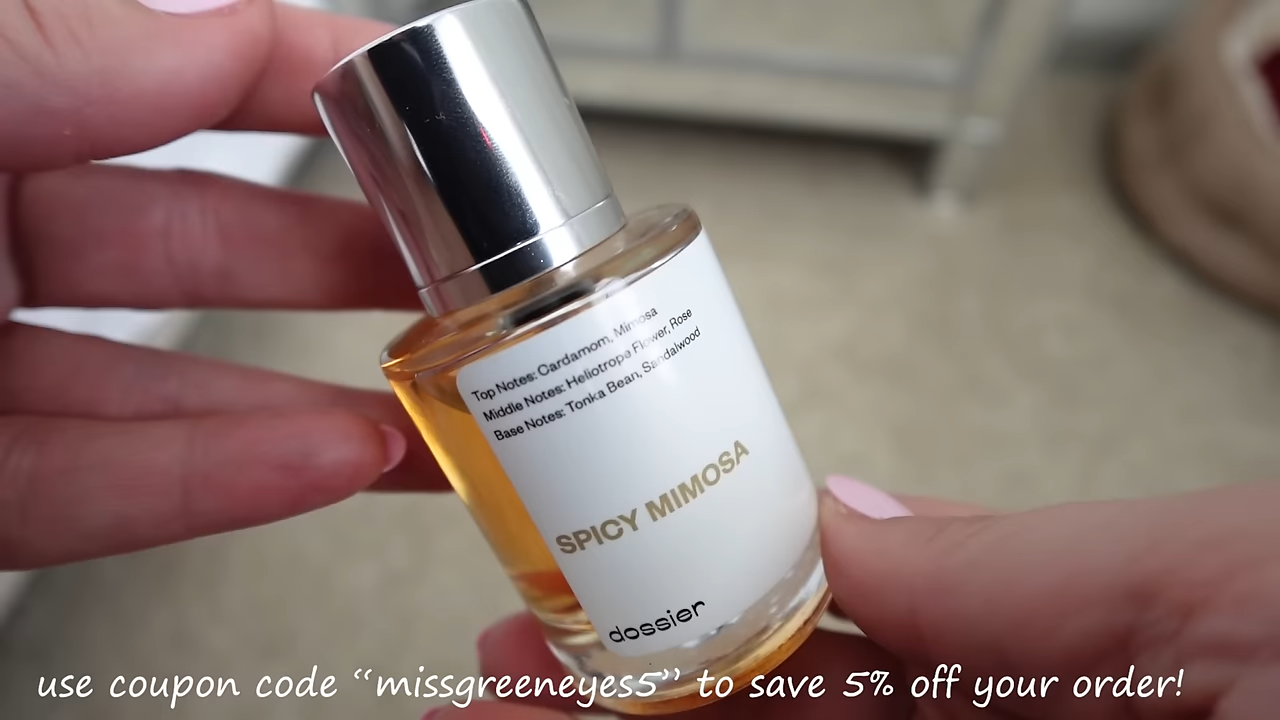 Top Notes: Cardamom, Mimosa
Middle Notes: Heliotrope Flower, Rose
Base Notes: Tonka Bean, Sandalwood
SPICY MIMOSA
dossier
use coupon code “missgreeneyes5” to save 5% off your order!